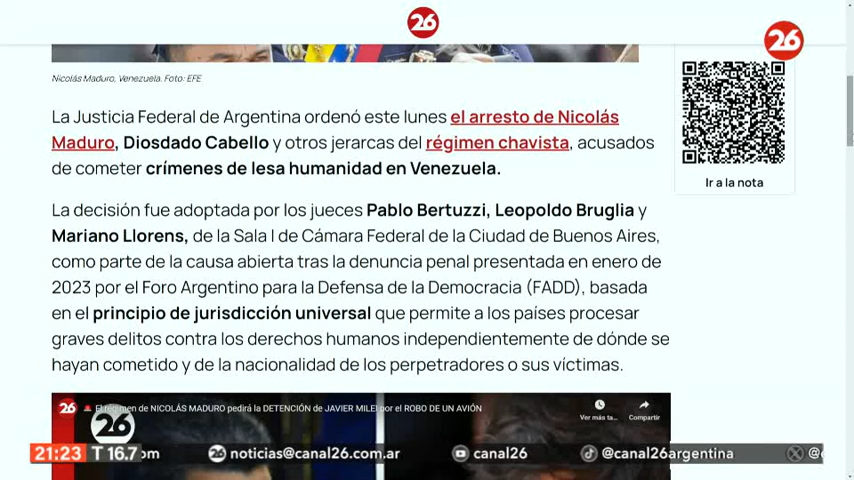 26
26
Nicolás Maduro, Venezuela. Foto: EFE
La Justicia Federal de Argentina ordenó este lunes el arresto de Nicolás
Maduro, Diosdado Cabello y otros jerarcas del régimen chavista, acusados
de cometer crímenes de lesa humanidad en Venezuela.
Ir a la nota
La decisión fue adoptada por los jueces Pablo Bertuzzi, Leopoldo Bruglia y
Mariano Llorens, de la Sala I de Cámara Federal de la Ciudad de Buenos Aires,
como parte de la causa abierta tras la denuncia penal presentada en enero de
2023 por el Foro Argentino para la Defensa de la Democracia (FADD), basada
en el principio de jurisdicción universal que permite a los países procesar
graves delitos contra los derechos humanos independientemente de dónde se
hayan cometido y de la nacionalidad de los perpetradores o sus víctimas.
26 El régimen de NICOLÁS MADURO pedirá la DETENCIÓN de JAVIER MILEI por el ROBO DE UN AVIÓN
Ver más ta... Compartir
26
21:23 T 16.7 om 26 noticias@canal26.com.ar canal26 @canal26argentina